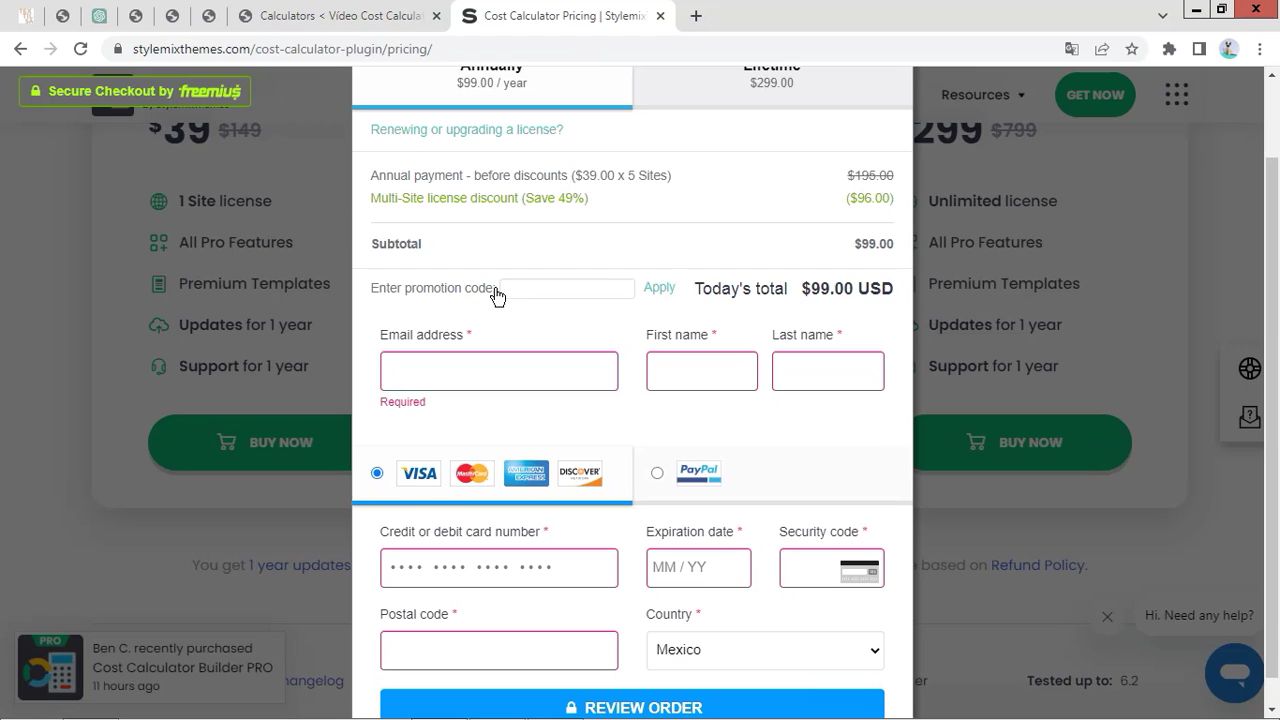 Calculators < Vídeo Cost Calcula
Cost Calculator Pricing | Stylemix
stylemixthemes.com/cost-calculator-plugin/pricing/
Secure Checkout by freemius
Annually
$99.00 / year
Lifetime
$299.00
Resources
GET NOW
$39 $149
299 $799
Renewing or upgrading a license?
Annual payment - before discounts ($39.00 x 5 Sites) $195.00
Multi-Site license discount (Save 49%) ($96.00)
Subtotal $99.00
Enter promotion code Apply Today's total $99.00 USD
1 Site license
All Pro Features
Premium Templates
Updates for 1 year
Support for 1 year
BUY NOW
Unlimited license
All Pro Features
Premium Templates
Updates for 1 year
Support for 1 year
BUY NOW
Email address * First name * Last name *
Required
VISA MasterCard AMERICAN EXPRESS DISCOVER PayPal
Credit or debit card number * Expiration date * Security code *
•••• •••• •••• •••• MM / YY
Postal code * Country *
Mexico
REVIEW ORDER
You get 1 year updates
e based on Refund Policy.
Hi. Need any help?
PRO
Ben C. recently purchased
Cost Calculator Builder PRO
11 hours ago
hangelog
er
Tested up to: 6.2